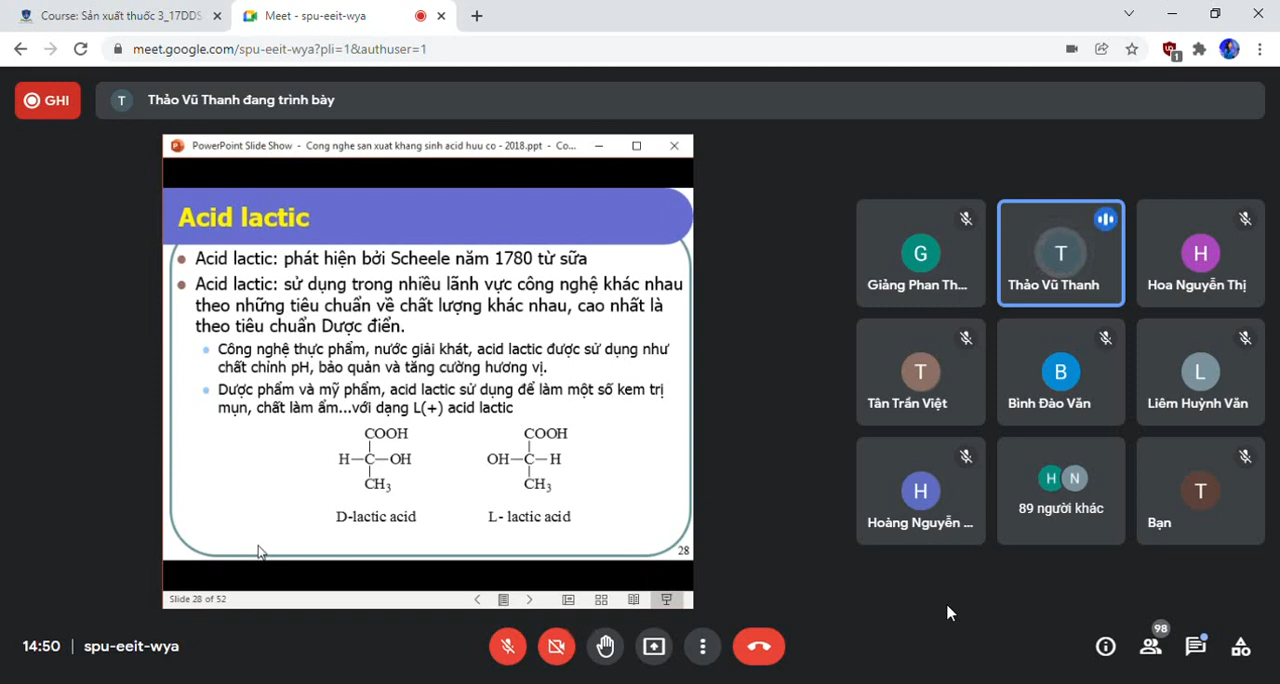 Course: Sản xuất thuốc 3_17DDS
Meet - spu-eeit-wya
meet.google.com/spu-eeit-wya?pli=1&authuser=1
1
GHI
T
Thảo Vũ Thanh đang trình bày
PowerPoint Slide Show - Cong nghe san xuat khang sinh acid huu co - 2018.ppt - Co...
Acid lactic
Acid lactic: phát hiện bởi Scheele năm 1780 từ sữa
Acid lactic: sử dụng trong nhiều lãnh vực công nghệ khác nhau
theo những tiêu chuẩn về chất lượng khác nhau, cao nhất là
theo tiêu chuẩn Dược điển.
Công nghệ thực phẩm, nước giải khát, acid lactic được sử dụng như
chất chỉnh pH, bảo quản và tăng cường hương vị.
Dược phẩm và mỹ phẩm, acid lactic sử dụng để làm một số kem trị
mụn, chất làm ẩm...với dạng L(+) acid lactic
COOH
H—C—OH
CH3
D-lactic acid
COOH
OH—C—H
CH3
L- lactic acid
28
Slide 28 of 52
G
Giảng Phan Th...
T
Thảo Vũ Thanh
H
Hoa Nguyễn Thị
T
Tân Trần Việt
B
Bình Đào Văn
L
Liêm Huỳnh Văn
H
Hoàng Nguyễn ...
H N
89 người khác
T
Bạn
14:50 | spu-eeit-wya
98